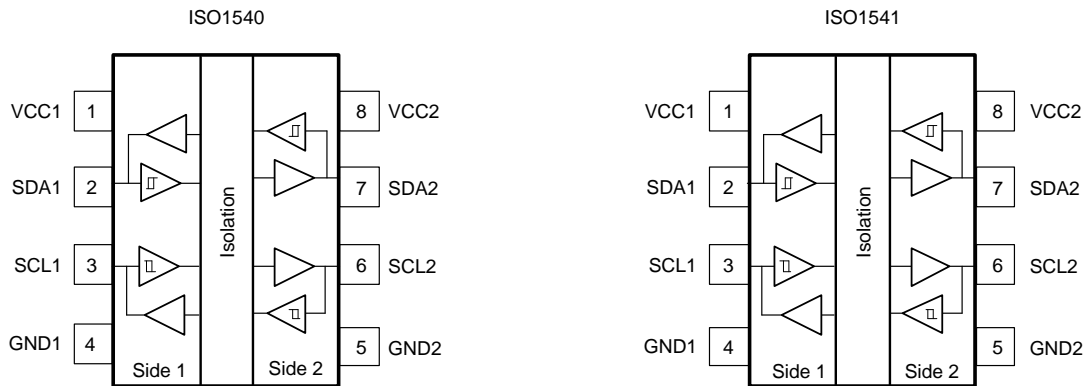 ISO1540
VCC1 1
8 VCC2
SDA1 2
7 SDA2
SCL1 3
6 SCL2
GND1 4
5 GND2
Isolation
Side 1
Side 2
ISO1541
VCC1 1
8 VCC2
SDA1 2
7 SDA2
SCL1 3
6 SCL2
GND1 4
5 GND2
Isolation
Side 1
Side 2